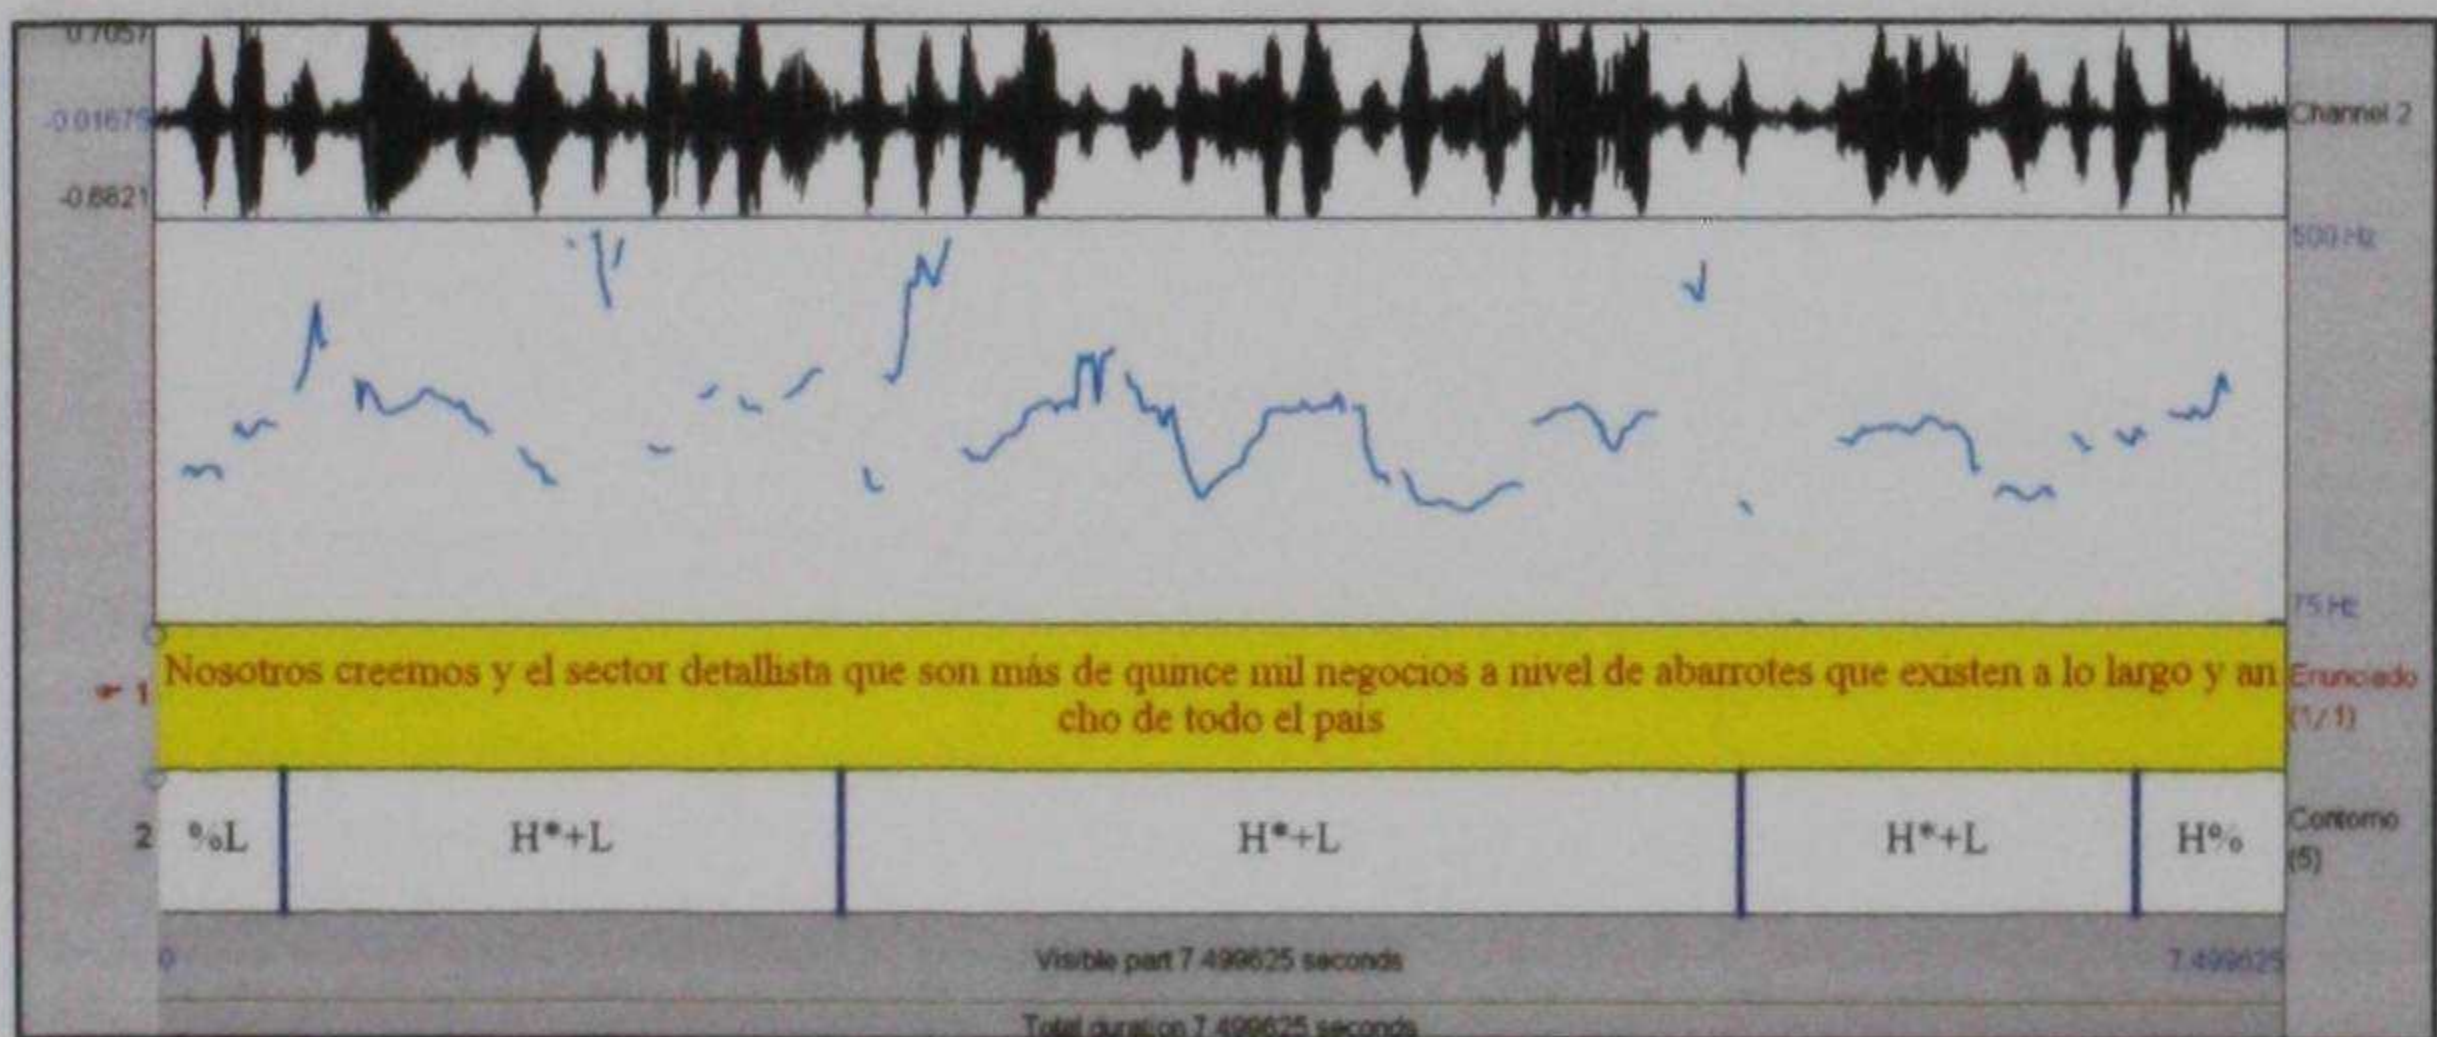 0.7057
-0.01675
-0.6821
Channel 2
500 Hz
75 Hz
1
Nosotros creemos y el sector detallista que son más de quince mil negocios a nivel de abarrotes que existen a lo largo y an
cho de todo el país
Enunciado
(1/1)
2
%L
H*+L
H*+L
H*+L
H%
Contorno
(5)
0
Visible part 7.499625 seconds
7.499625
Total duration 7.499625 seconds